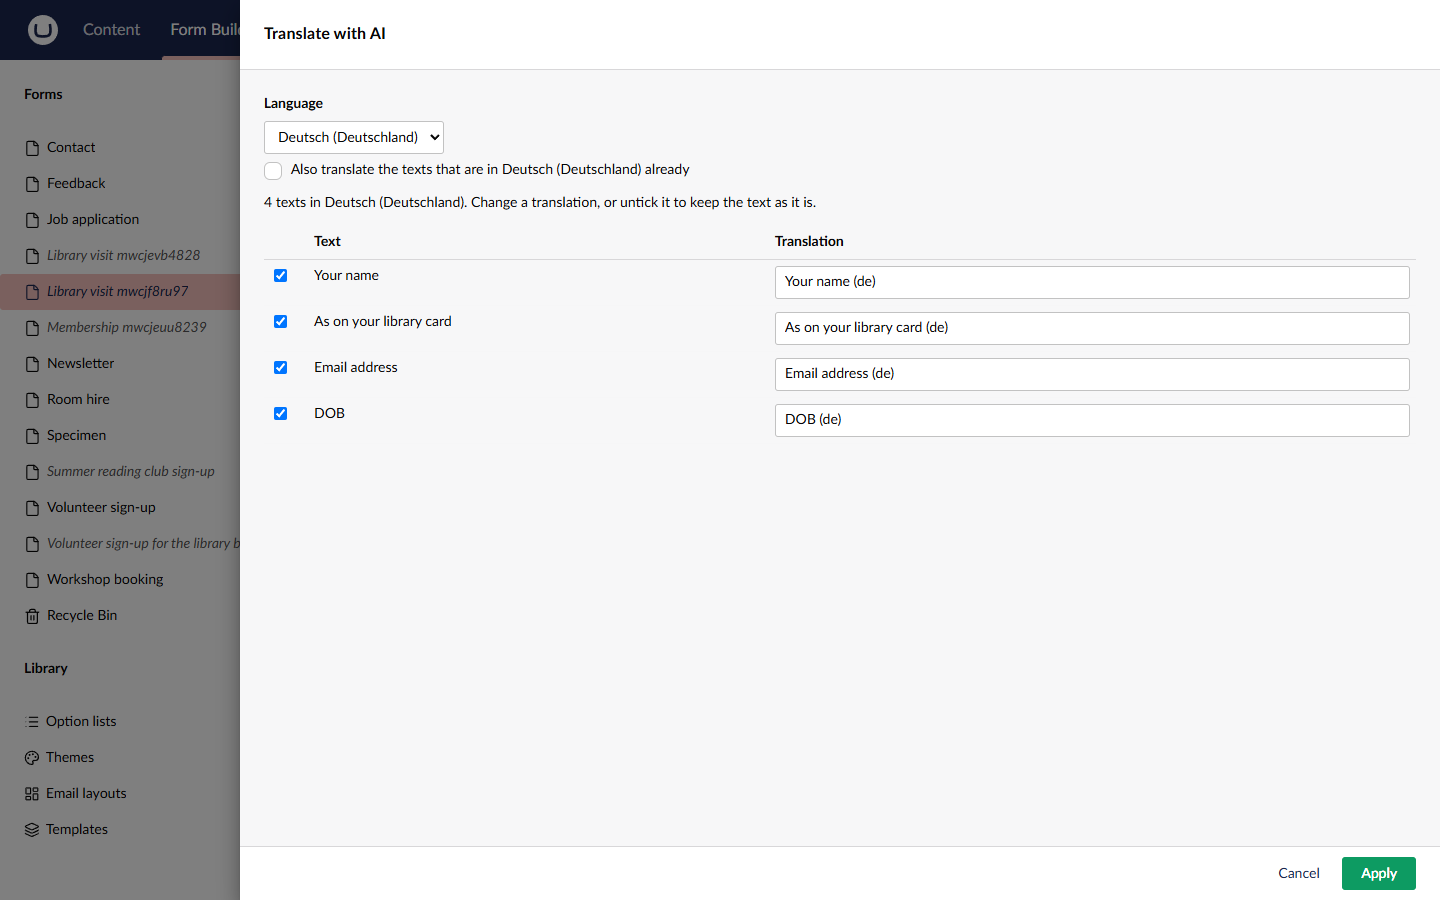 Content
Form Buil
Translate with AI
Forms
Contact
Feedback
Job application
Library visit mwcjevb4828
Library visit mwcjf8ru97
Membership mwcjeuu8239
Newsletter
Room hire
Specimen
Summer reading club sign-up
Volunteer sign-up
Volunteer sign-up for the library b
Workshop booking
Recycle Bin
Library
Option lists
Themes
Email layouts
Templates
Language
Deutsch (Deutschland)
Also translate the texts that are in Deutsch (Deutschland) already
4 texts in Deutsch (Deutschland). Change a translation, or untick it to keep the text as it is.
Text Translation
Your name Your name (de)
As on your library card As on your library card (de)
Email address Email address (de)
DOB DOB (de)
Cancel Apply